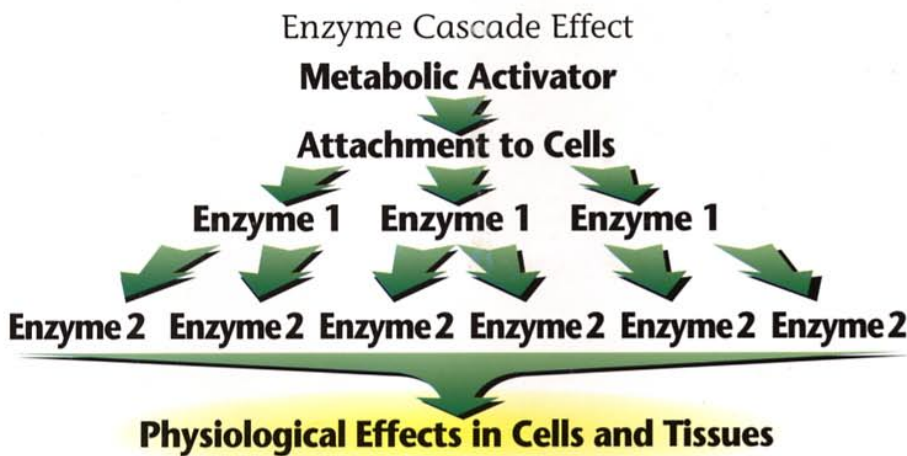 Enzyme Cascade Effect
Metabolic Activator
Attachment to Cells
Enzyme 1 Enzyme 1 Enzyme 1
Enzyme 2 Enzyme 2 Enzyme 2 Enzyme 2 Enzyme 2 Enzyme 2
Physiological Effects in Cells and Tissues